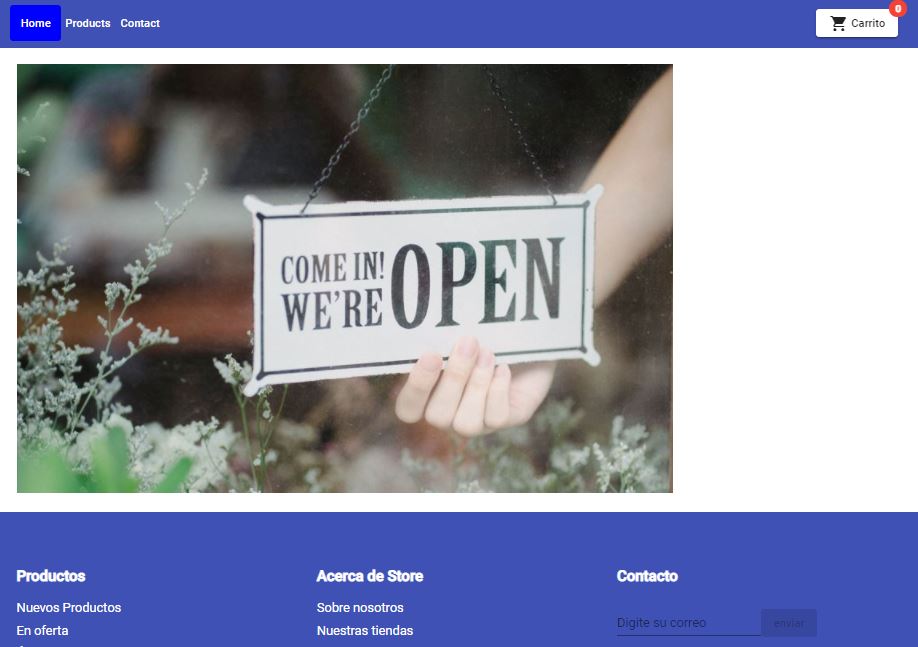 Home Products Contact
Carrito
0
COME IN!
WE'RE OPEN
Productos
Nuevos Productos
En oferta
Acerca de Store
Sobre nosotros
Nuestras tiendas
Contacto
Digite su correo
enviar